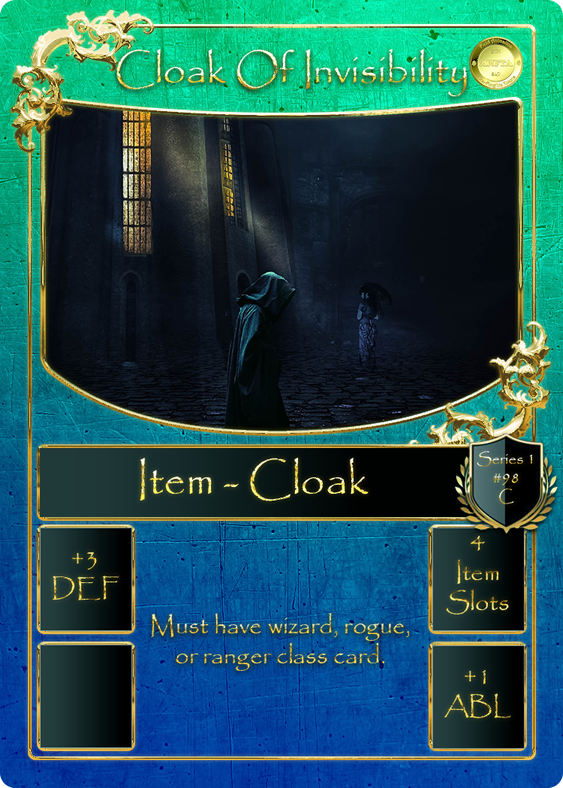 Cloak Of Invisibility
Item - Cloak
Series 1
#98
C
+3
DEF
4
Item
Slots
Must have wizard, rogue,
or ranger class card.
+1
ABL